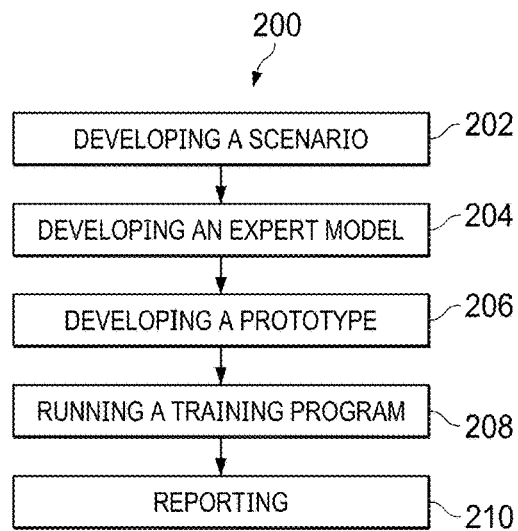 200
DEVELOPING A SCENARIO 202
DEVELOPING AN EXPERT MODEL 204
DEVELOPING A PROTOTYPE 206
RUNNING A TRAINING PROGRAM 208
REPORTING 210